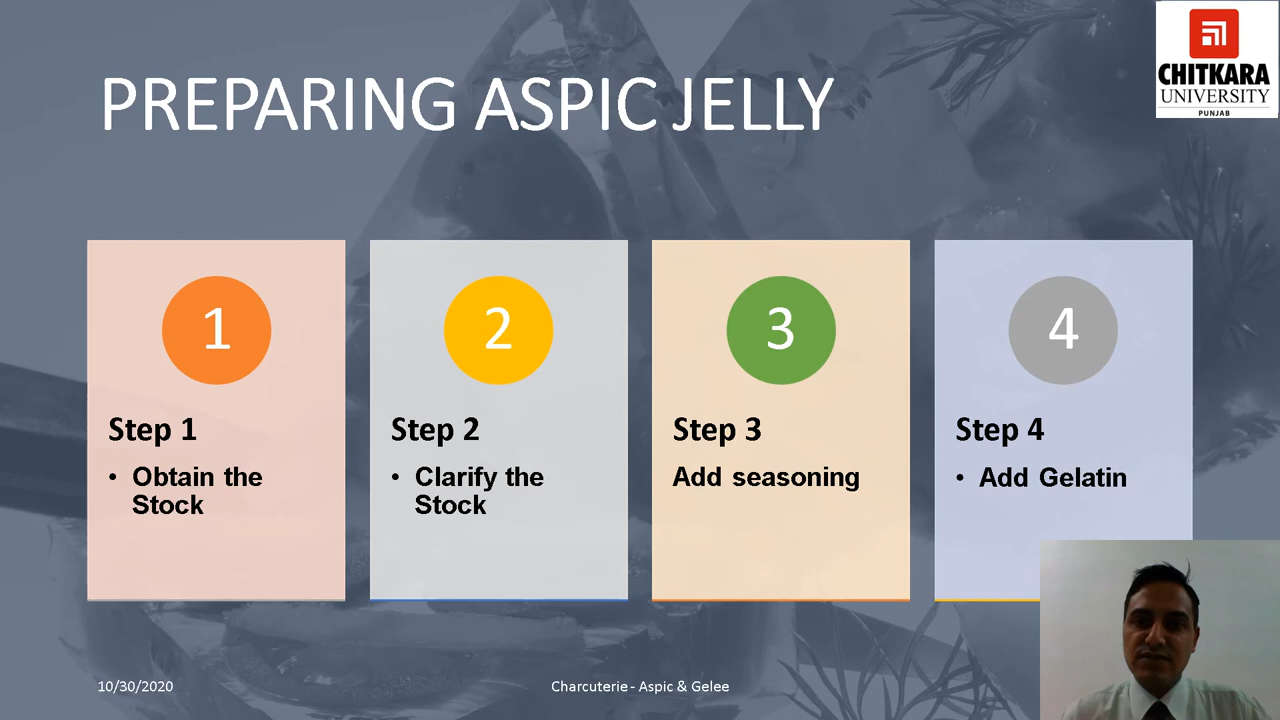 PREPARING ASPIC JELLY
CHITKARA
UNIVERSITY
PUNJAB
1
Step 1
• Obtain the
Stock
2
Step 2
• Clarify the
Stock
3
Step 3
Add seasoning
4
Step 4
• Add Gelatin
10/30/2020
Charcuterie - Aspic & Gelee